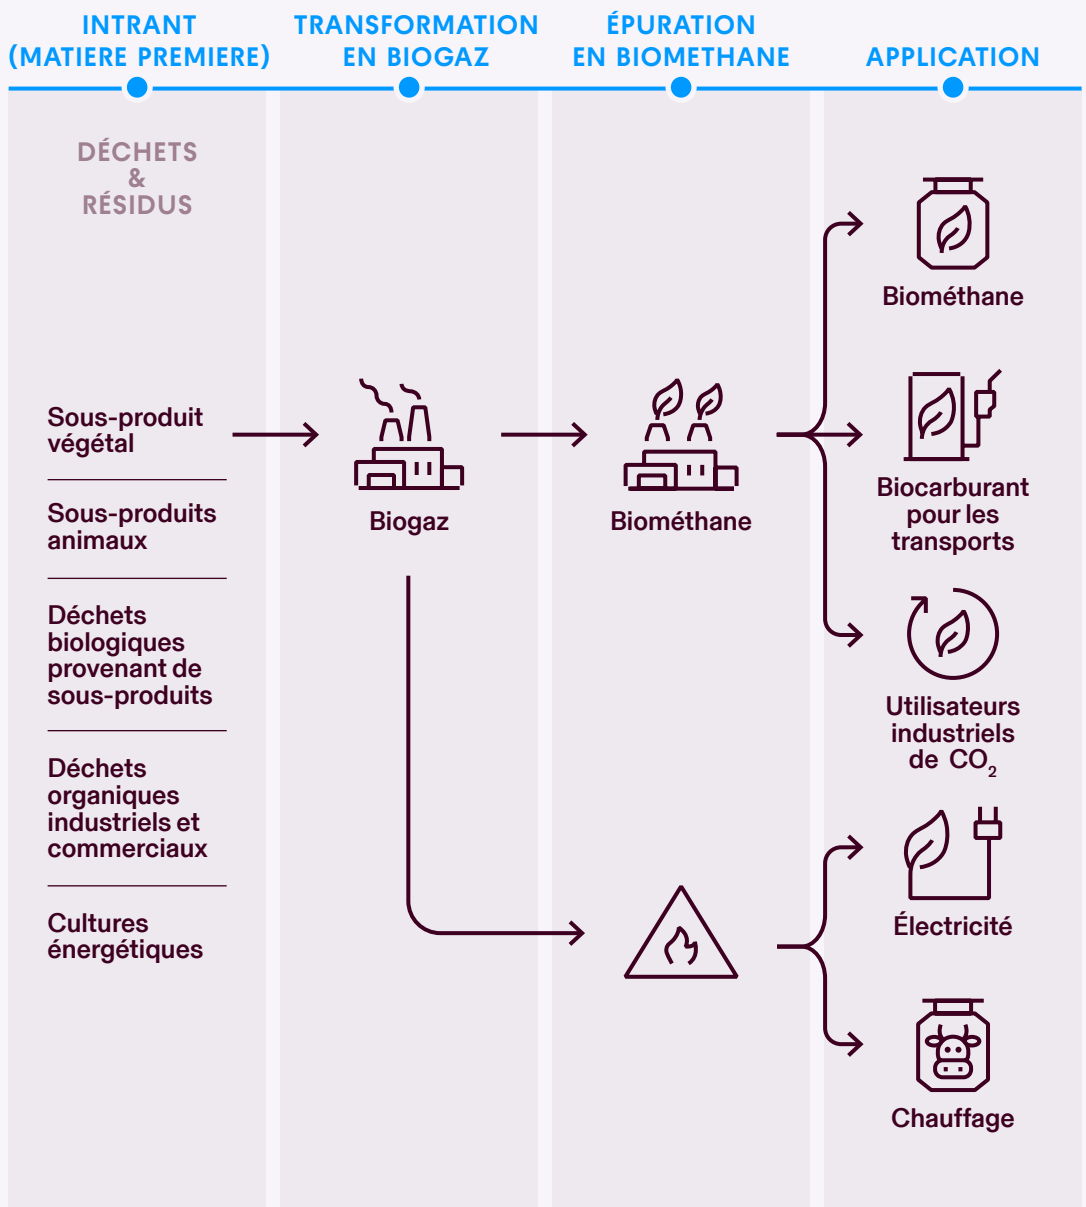 INTRANT
(MATIERE PREMIERE)
TRANSFORMATION
EN BIOGAZ
ÉPURATION
EN BIOMETHANE
APPLICATION
DÉCHETS
&
RÉSIDUS
Sous-produit
végétal
Sous-produits
animaux
Déchets
biologiques
provenant de
sous-produits
Déchets
organiques
industriels et
commerciaux
Cultures
énergétiques
Biogaz
Biométhane
Biométhane
Biocarburant
pour les
transports
Utilisateurs
industriels
de CO₂
Électricité
Chauffage